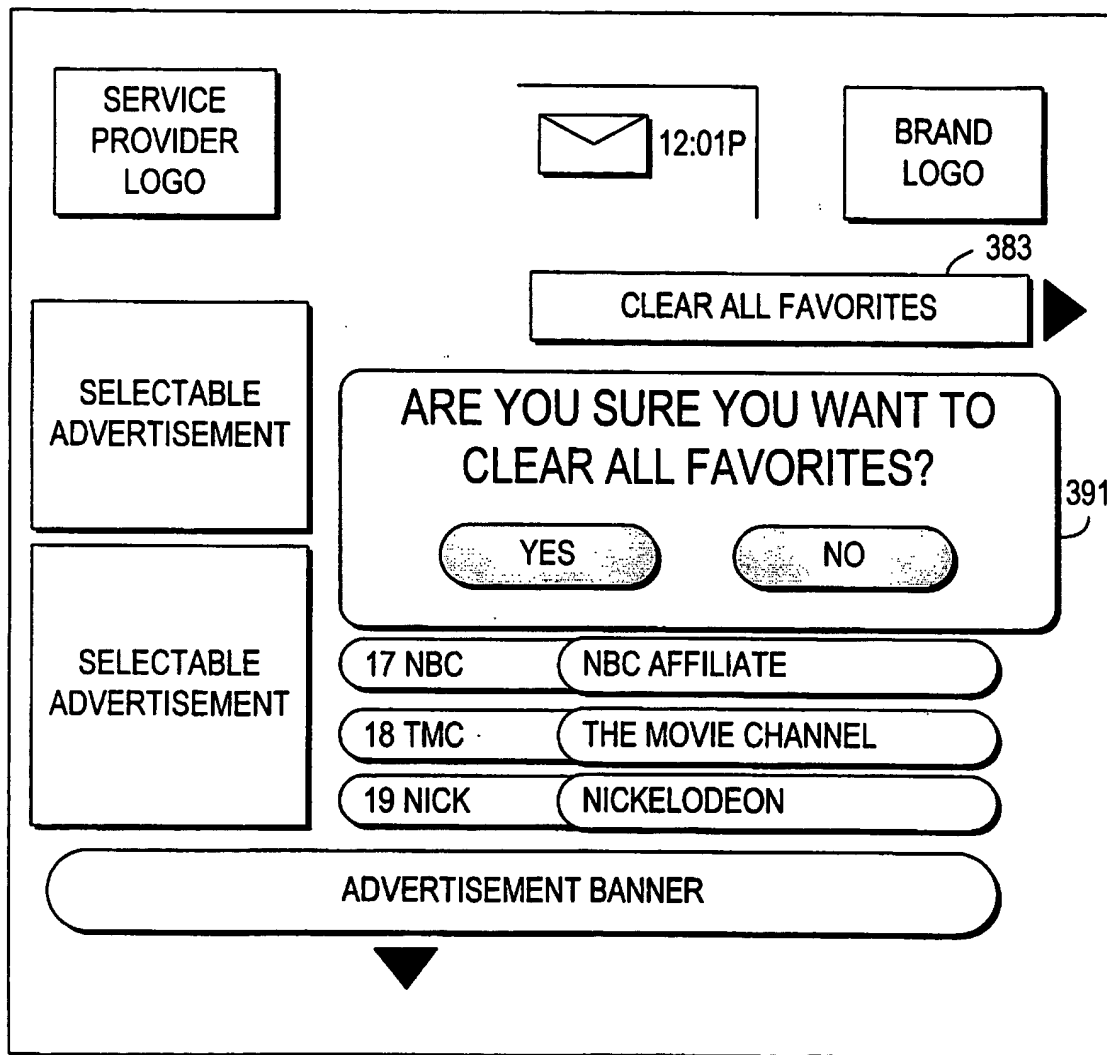 SERVICE
PROVIDER
LOGO
12:01P
BRAND
LOGO
383
CLEAR ALL FAVORITES
SELECTABLE
ADVERTISEMENT
ARE YOU SURE YOU WANT TO
CLEAR ALL FAVORITES?
391
YES NO
SELECTABLE
ADVERTISEMENT
17 NBC NBC AFFILIATE
18 TMC THE MOVIE CHANNEL
19 NICK NICKELODEON
ADVERTISEMENT BANNER